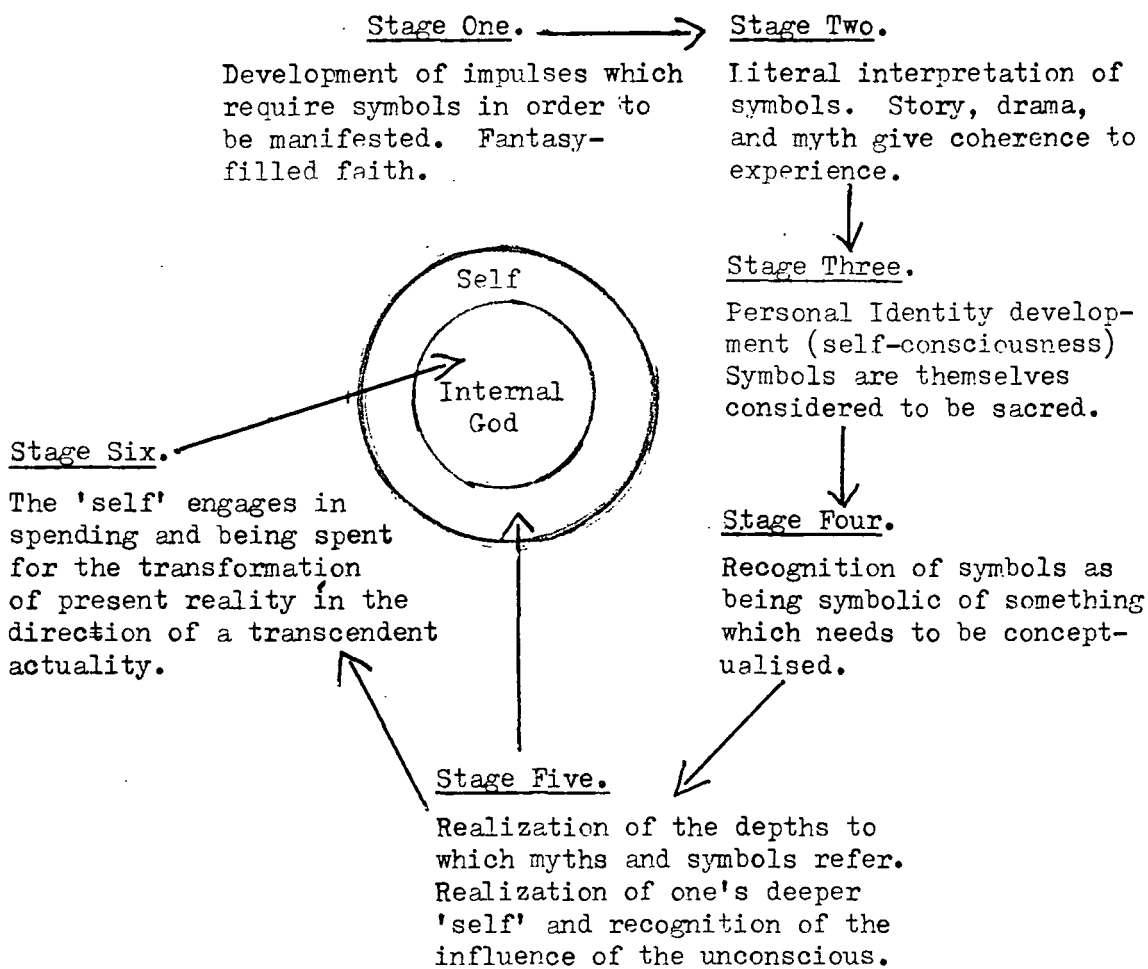 Stage One.
Development of impulses which
require symbols in order to
be manifested. Fantasy-
filled faith.
Stage Two.
Literal interpretation of
symbols. Story, drama,
and myth give coherence to
experience.
Stage Three.
Personal Identity develop-
ment (self-consciousness)
Symbols are themselves
considered to be sacred.
Stage Four.
Recognition of symbols as
being symbolic of something
which needs to be concept-
ualised.
Stage Five.
Realization of the depths to
which myths and symbols refer.
Realization of one's deeper
'self' and recognition of the
influence of the unconscious.
Stage Six.
The 'self' engages in
spending and being spent
for the transformation
of present reality in the
direction of a transcendent
actuality.
Self
Internal
God